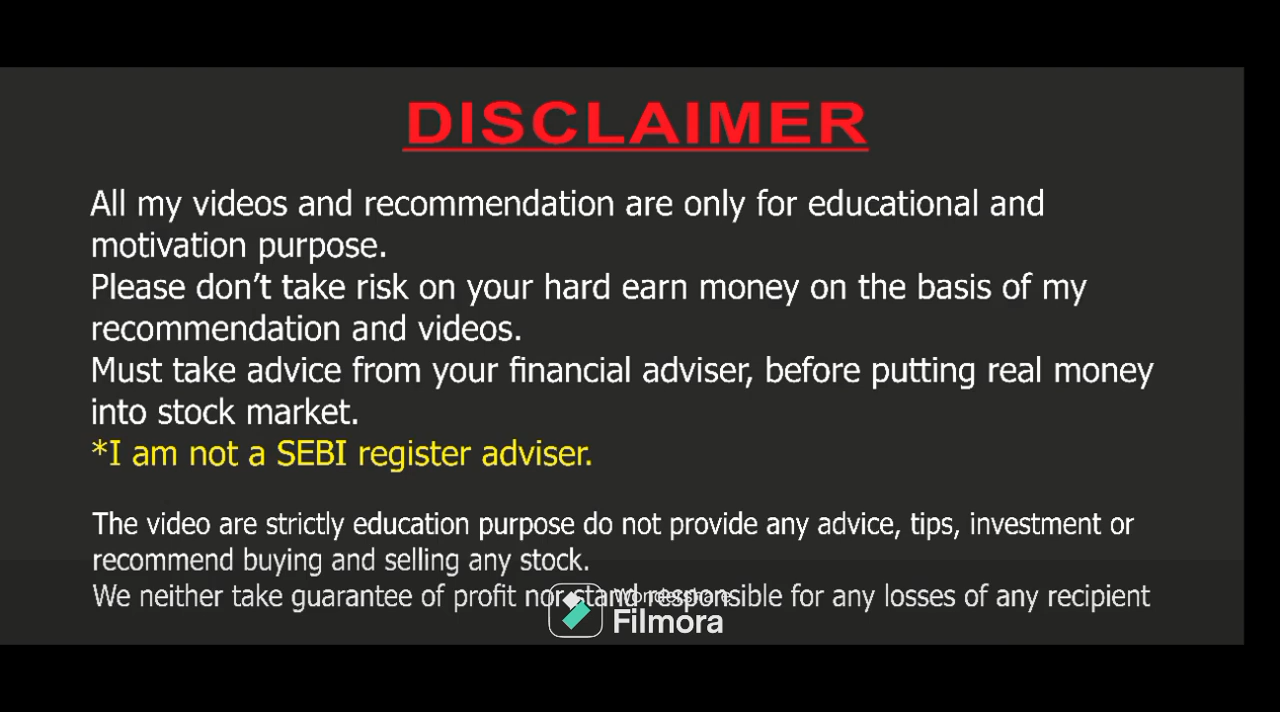 DISCLAIMER
All my videos and recommendation are only for educational and
motivation purpose.
Please don't take risk on your hard earn money on the basis of my
recommendation and videos.
Must take advice from your financial adviser, before putting real money
into stock market.
*I am not a SEBI register adviser.
The video are strictly education purpose do not provide any advice, tips, investment or
recommend buying and selling any stock.
We neither take guarantee of profit nor stand responsible for any losses of any recipient
Wondershare
Filmora